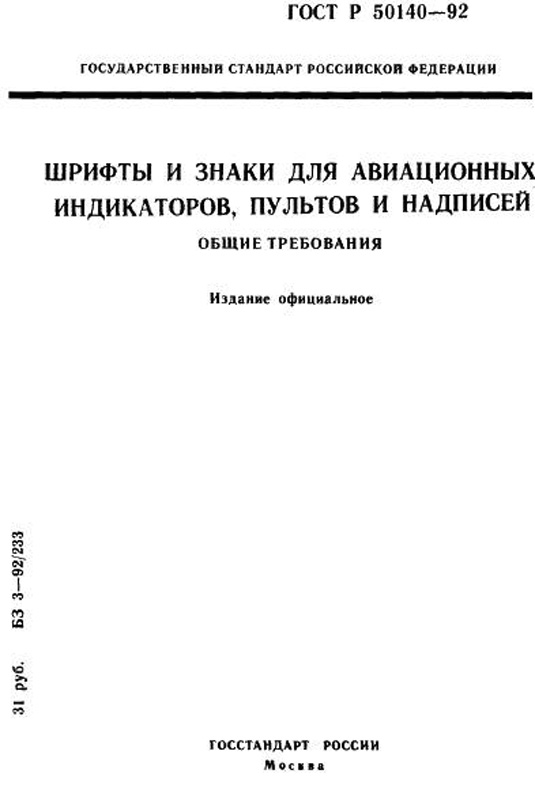 ГОСТ Р 50140—92
ГОСУДАРСТВЕННЫЙ СТАНДАРТ РОССИЙСКОЙ ФЕДЕРАЦИИ
ШРИФТЫ И ЗНАКИ ДЛЯ АВИАЦИОННЫХ
ИНДИКАТОРОВ, ПУЛЬТОВ И НАДПИСЕЙ
ОБЩИЕ ТРЕБОВАНИЯ
Издание официальное
31 руб. БЗ 3—92/233
ГОССТАНДАРТ РОССИИ
Москва